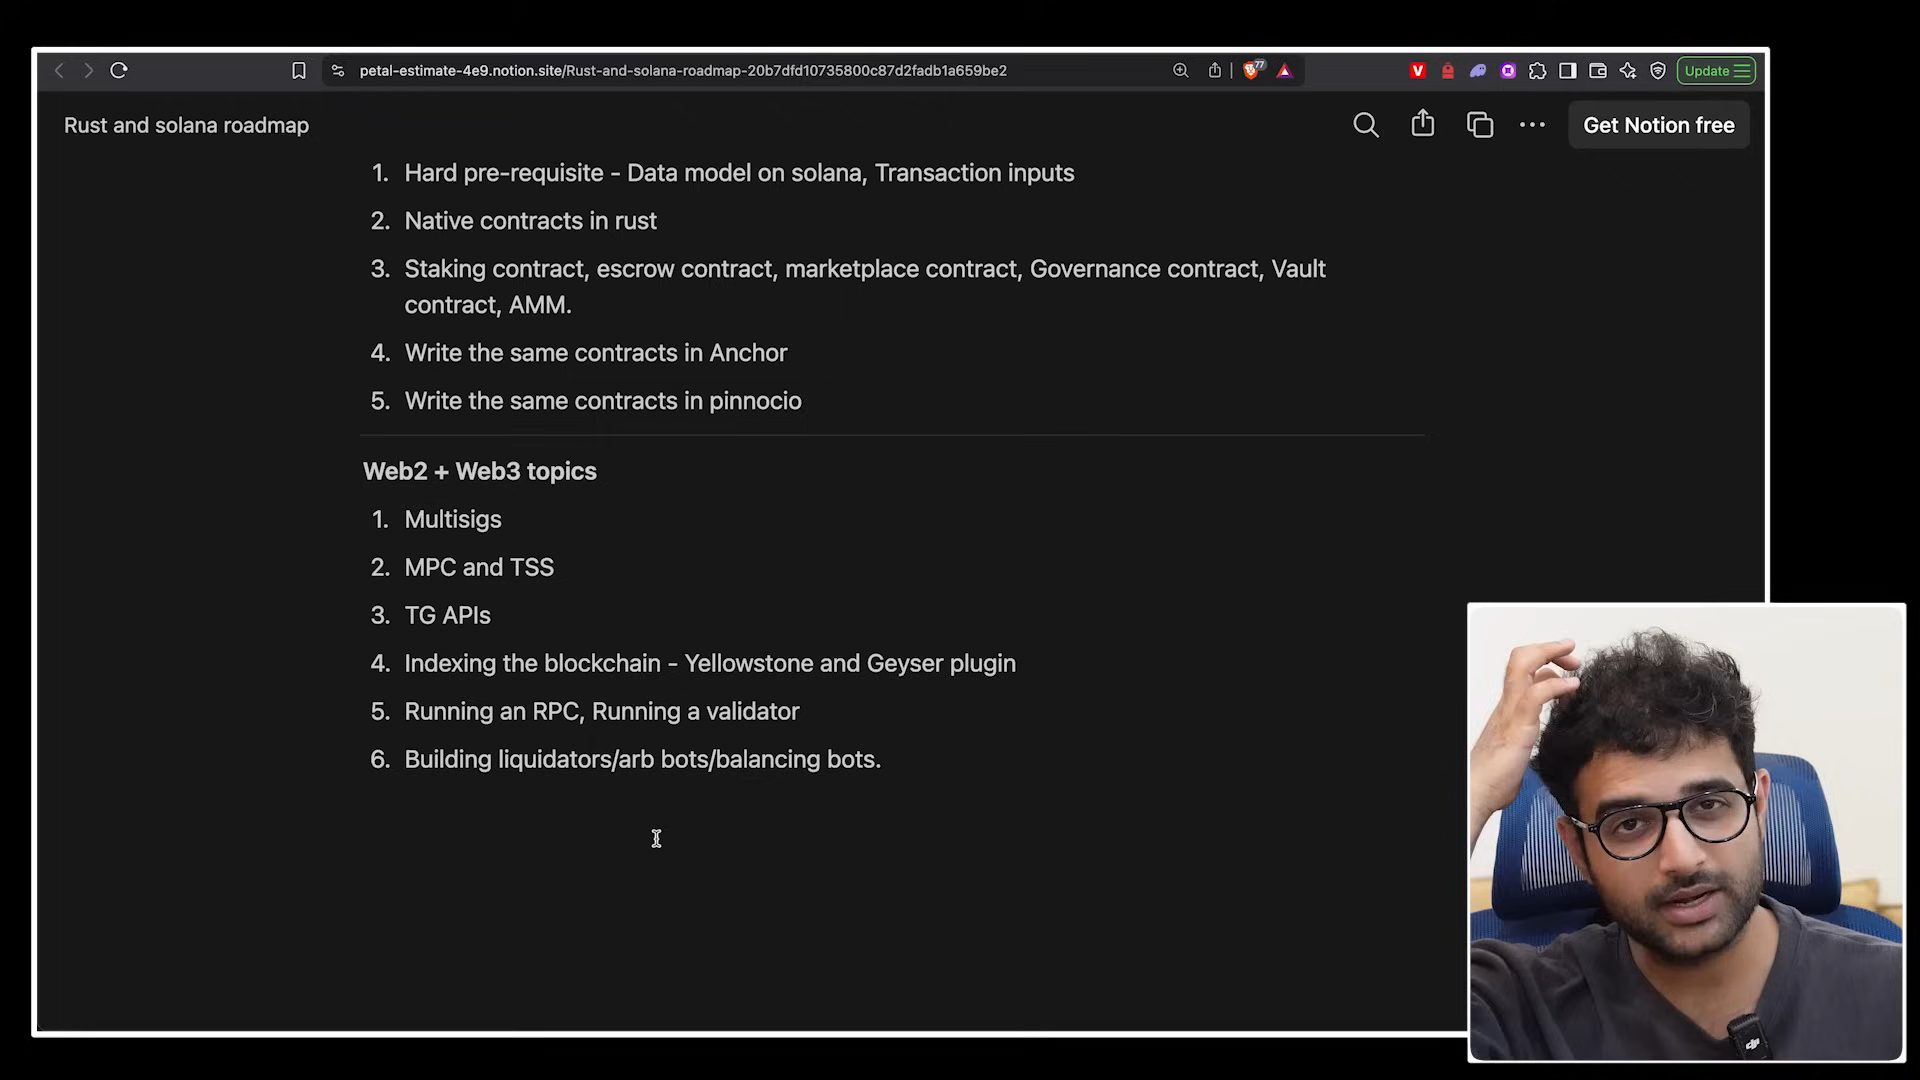 petal-estimate-4e9.notion.site/Rust-and-solana-roadmap-20b7dfd10735800c87d2fadb1a659be2
77
V
Update
Rust and solana roadmap
Get Notion free
1. Hard pre-requisite - Data model on solana, Transaction inputs
2. Native contracts in rust
3. Staking contract, escrow contract, marketplace contract, Governance contract, Vault
contract, AMM.
4. Write the same contracts in Anchor
5. Write the same contracts in pinnocio
Web2 + Web3 topics
1. Multisigs
2. MPC and TSS
3. TG APIs
4. Indexing the blockchain - Yellowstone and Geyser plugin
5. Running an RPC, Running a validator
6. Building liquidators/arb bots/balancing bots.
dji